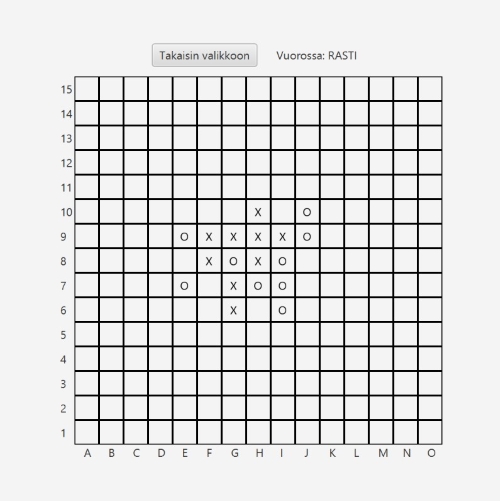 Takaisin valikkoon Vuorossa: RASTI
15
14
13
12
11
10 X O
9 O X X X X O
8 X O X O
7 O X O O
6 X O
5
4
3
2
1
A B C D E F G H I J K L M N O